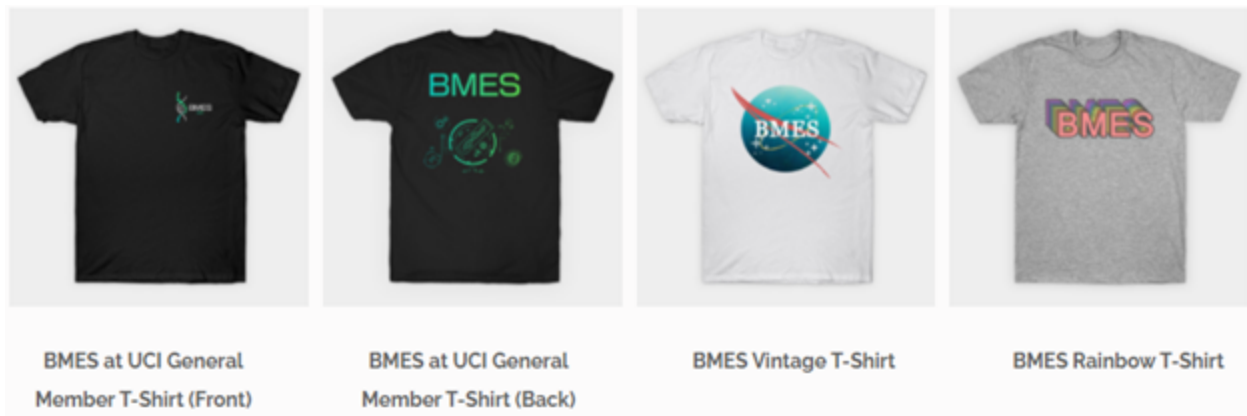 BMES
BMES
BMES
BMES
BMES at UCI General
Member T-Shirt (Front)
BMES at UCI General
Member T-Shirt (Back)
BMES Vintage T-Shirt
BMES Rainbow T-Shirt